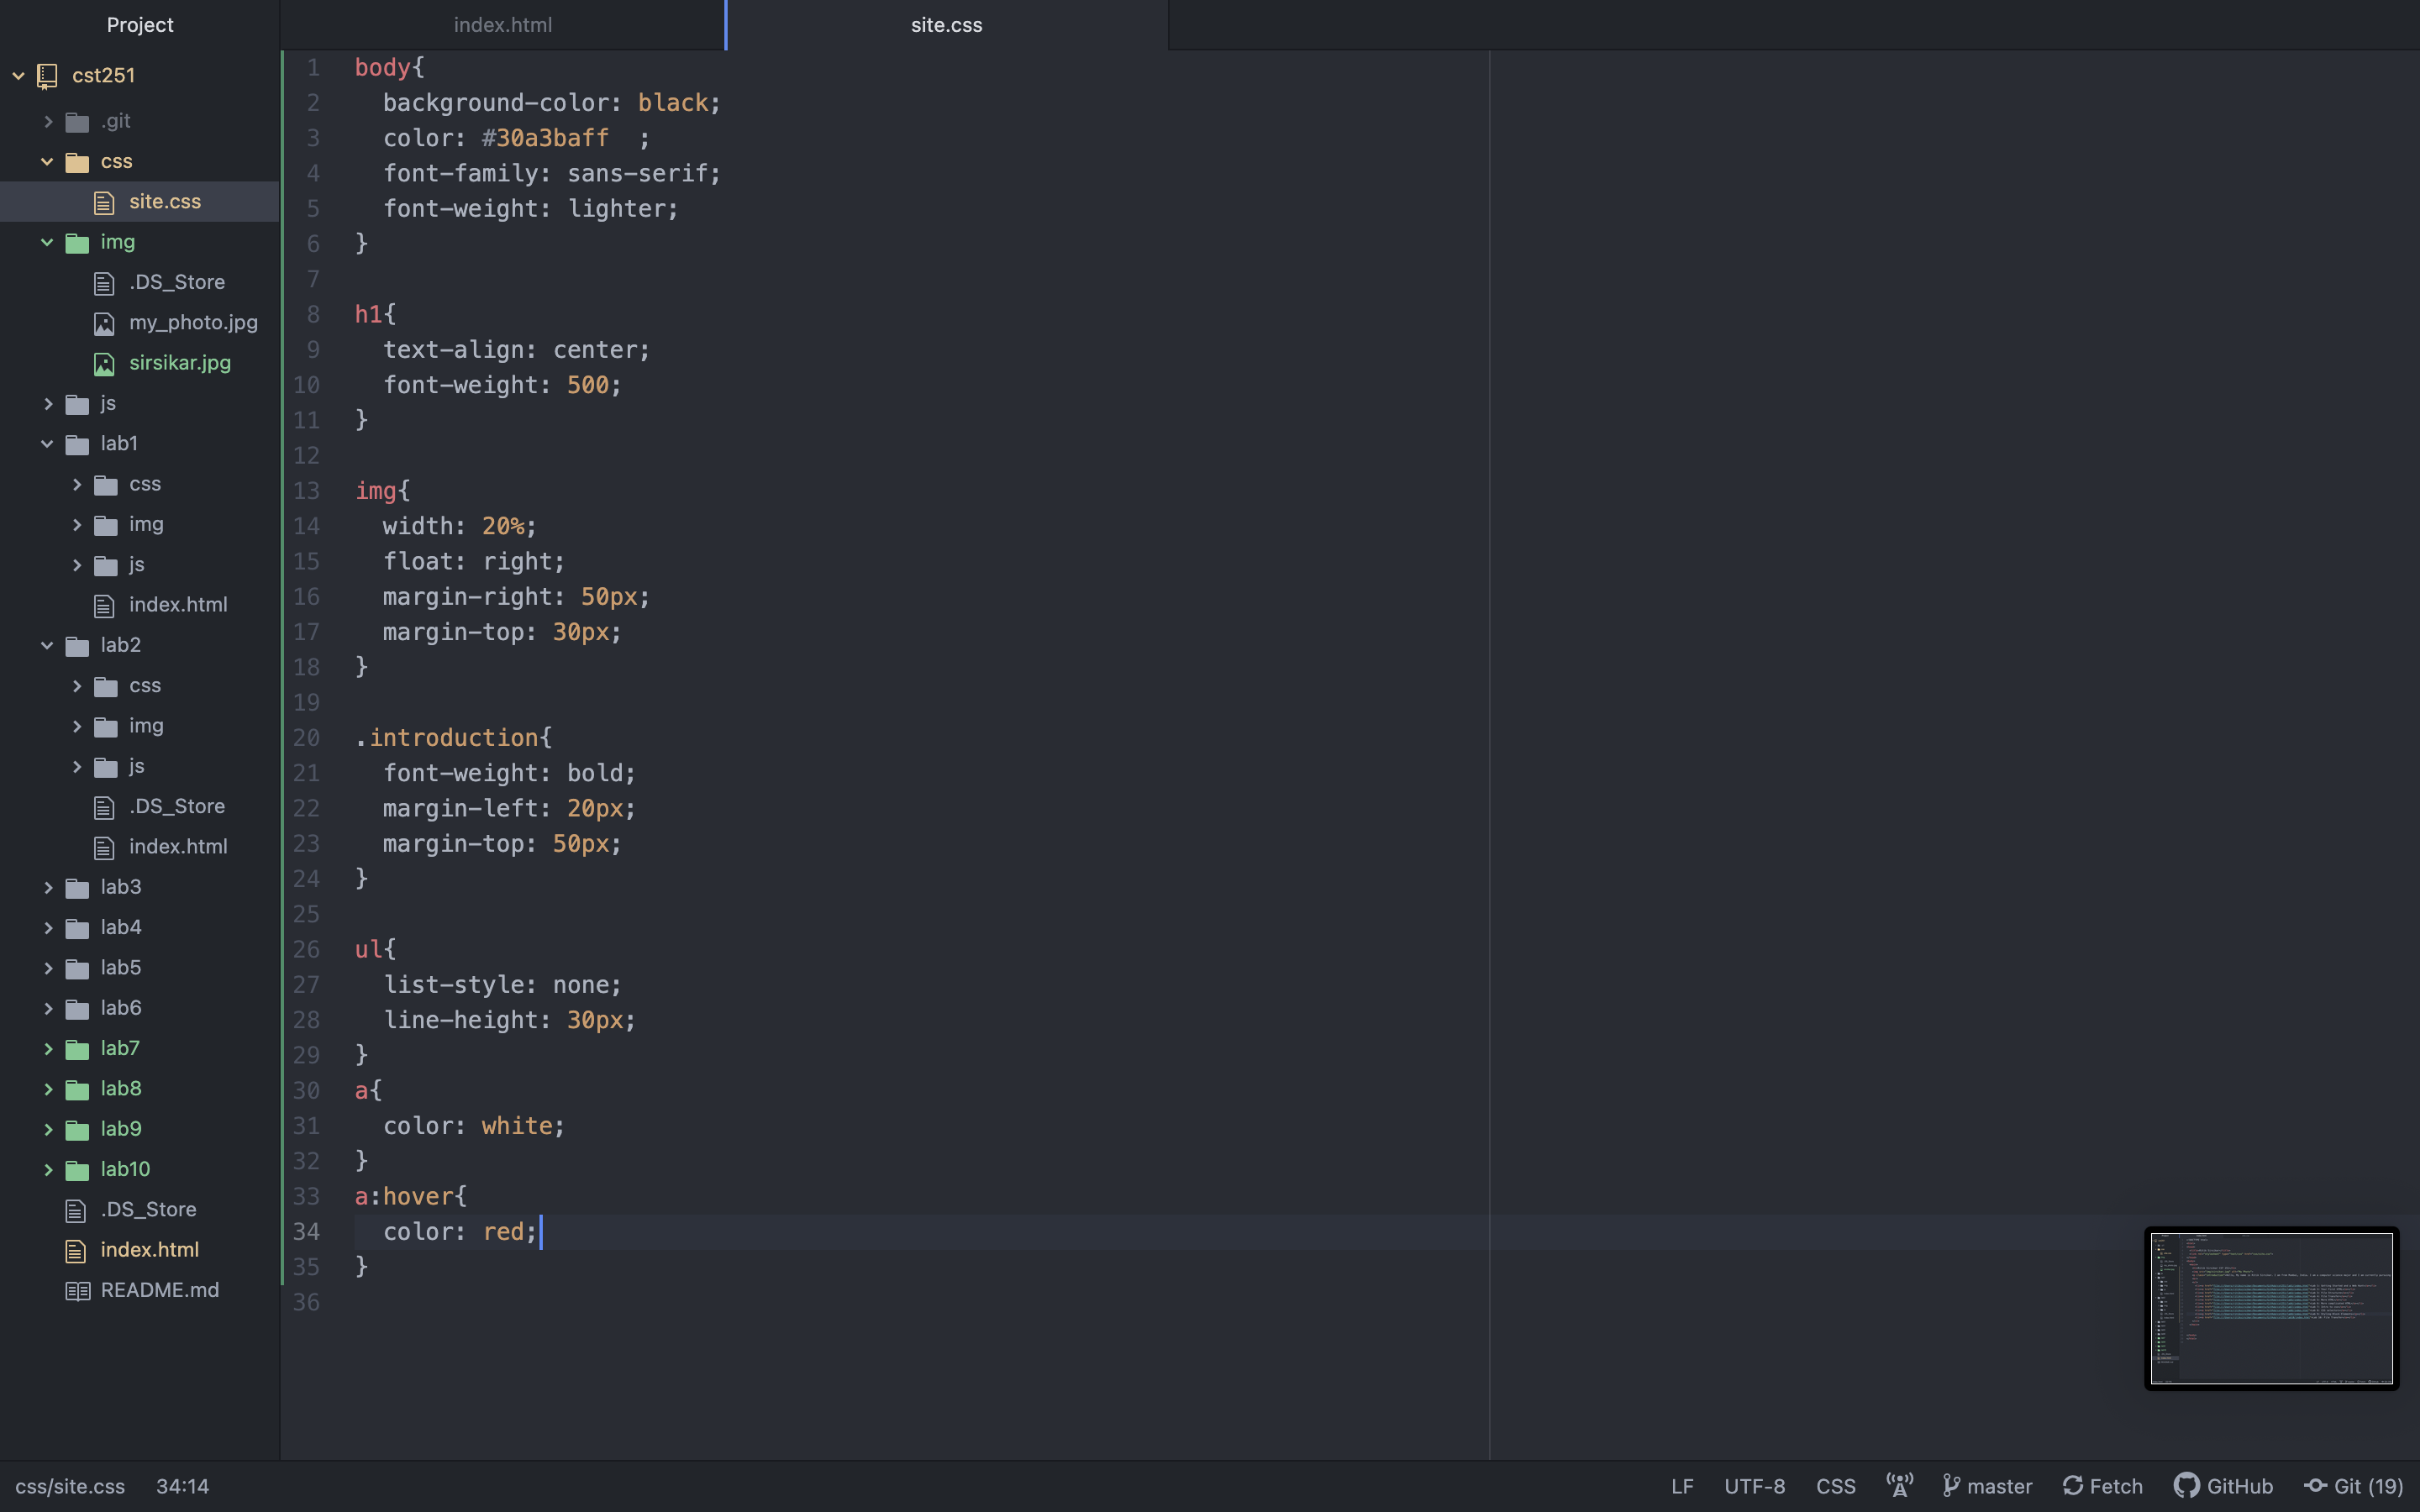 Project
index.html
site.css
cst251
.git
css
site.css
img
.DS_Store
my_photo.jpg
sirsikar.jpg
js
lab1
css
img
js
index.html
lab2
css
img
js
.DS_Store
index.html
lab3
lab4
lab5
lab6
lab7
lab8
lab9
lab10
.DS_Store
index.html
README.md
1 body{
2 background-color: black;
3 color: #30a3baff  ;
4 font-family: sans-serif;
5 font-weight: lighter;
6 }
7
8 h1{
9 text-align: center;
10 font-weight: 500;
11 }
12
13 img{
14 width: 20%;
15 float: right;
16 margin-right: 50px;
17 margin-top: 30px;
18 }
19
20 .introduction{
21 font-weight: bold;
22 margin-left: 20px;
23 margin-top: 50px;
24 }
25
26 ul{
27 list-style: none;
28 line-height: 30px;
29 }
30 a{
31 color: white;
32 }
33 a:hover{
34 color: red;
35 }
36
css/site.css 34:14 LF UTF-8 CSS master Fetch GitHub Git (19)